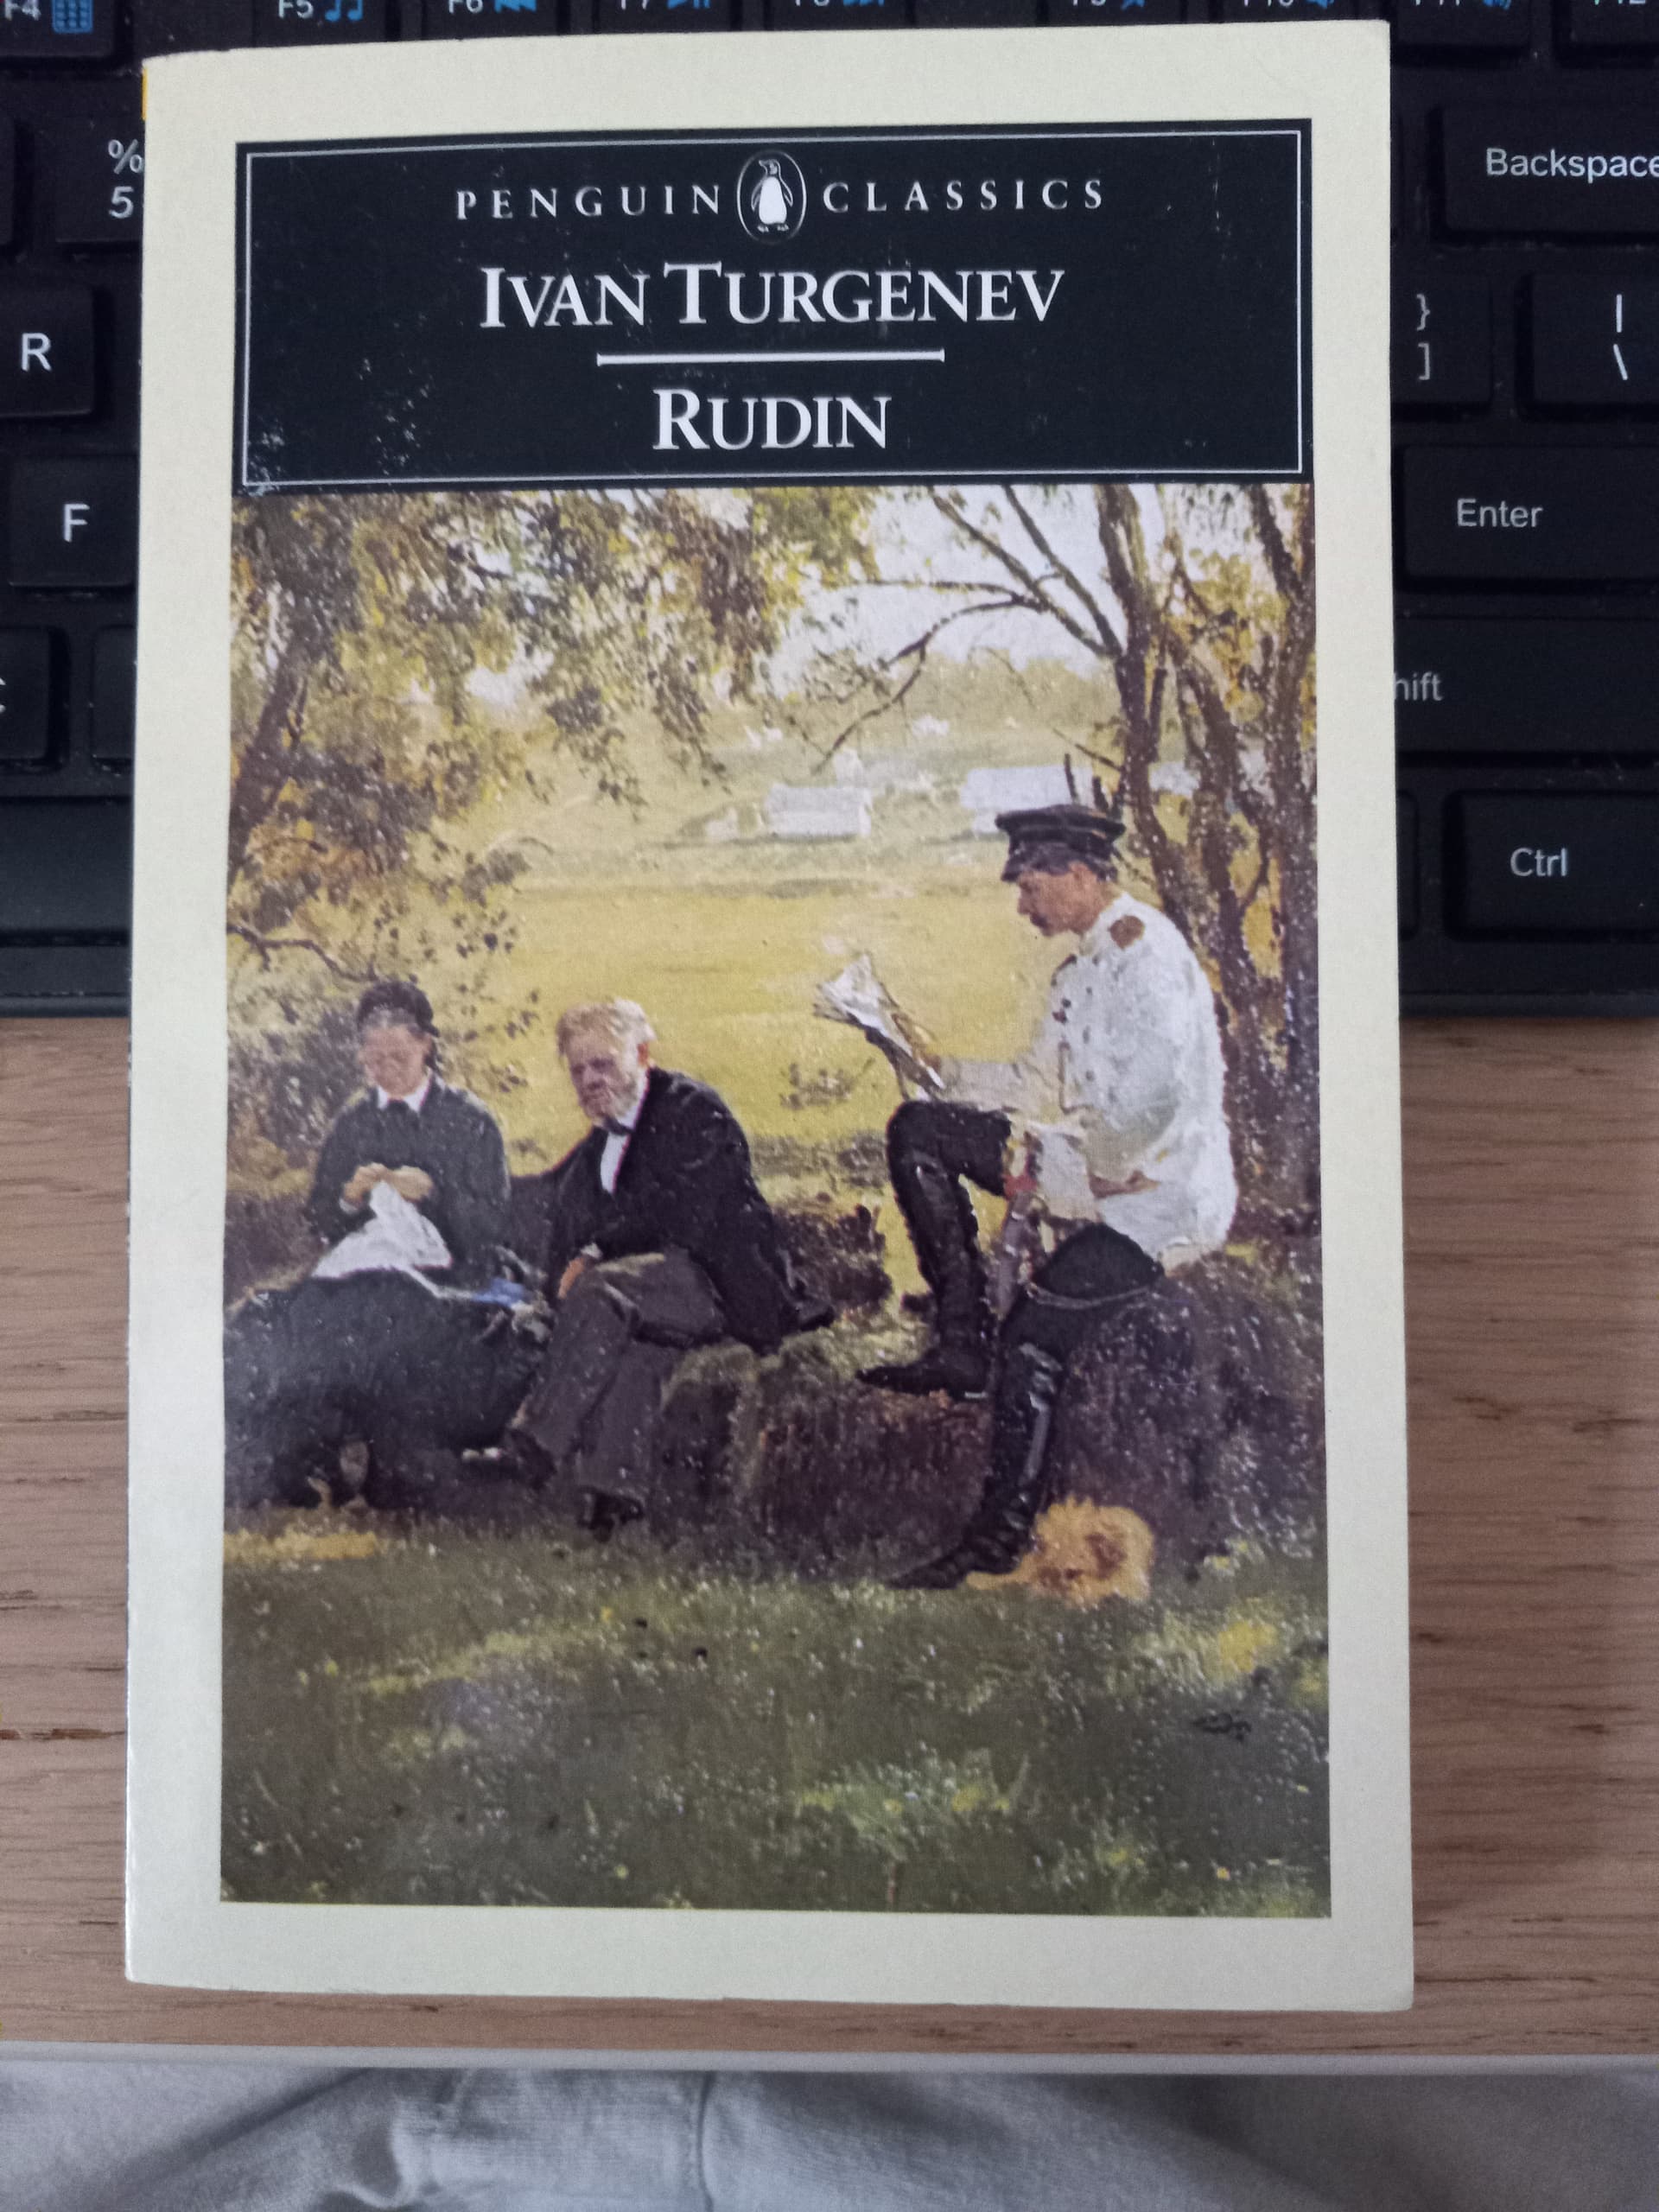 F4 F5 F6
%
5
Backspace
PENGUIN CLASSICS
IVAN TURGENEV
RUDIN
R
}
]
|
\
F
Enter
hift
Ctrl